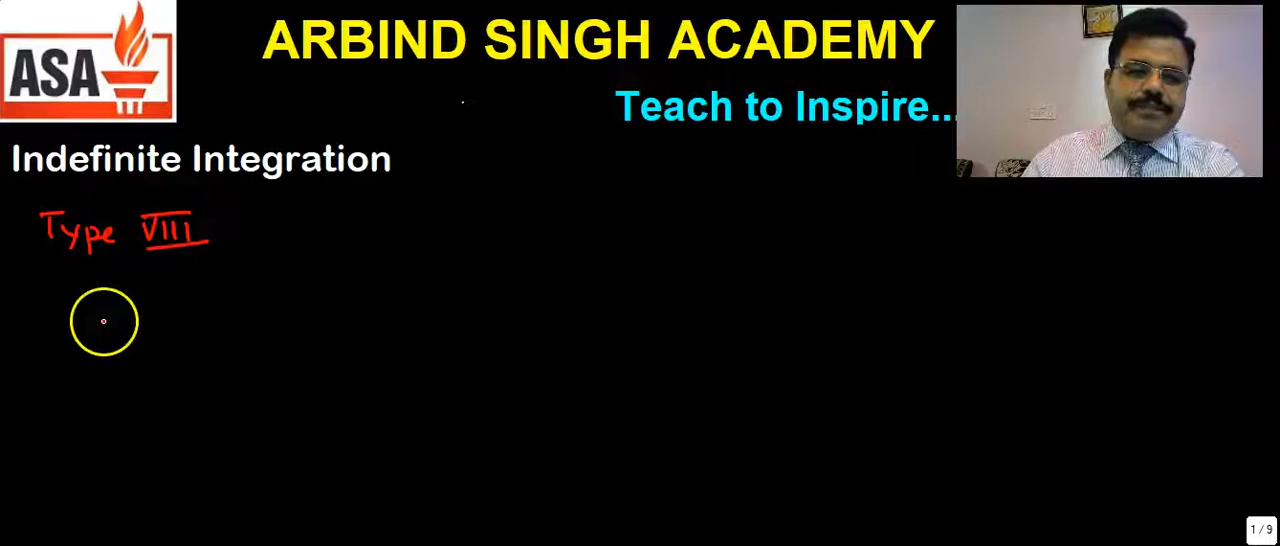 ASA
ARBIND SINGH ACADEMY
Teach to Inspire...
Indefinite Integration
Type VIII
1 / 9